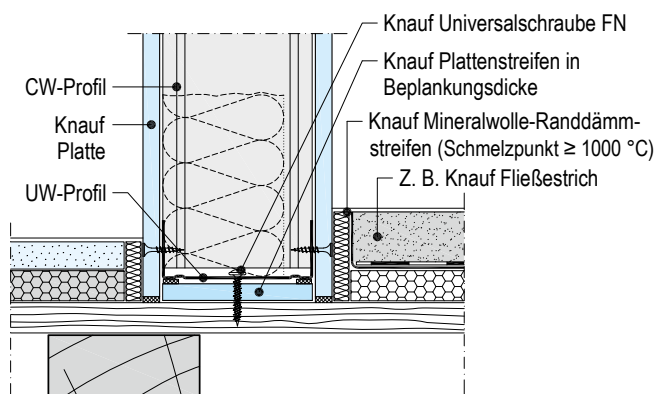 Knauf Universalschraube FN
Knauf Plattenstreifen in
Beplankungsdicke
CW-Profil
Knauf
Platte
Knauf Mineralwolle-Randdämm-
streifen (Schmelzpunkt ≥ 1000 °C)
Z. B. Knauf Fließestrich
UW-Profil